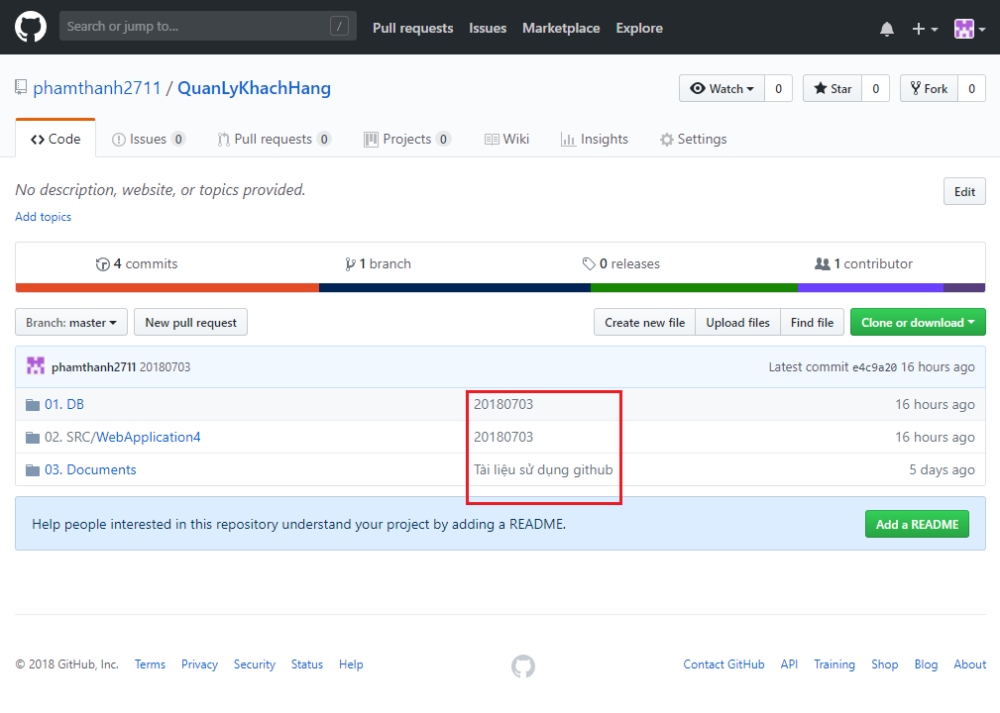 Search or jump to... / Pull requests Issues Marketplace Explore
phamthanh2711 / QuanLyKhachHang Watch 0 Star 0 Fork 0
Code Issues 0 Pull requests 0 Projects 0 Wiki Insights Settings
No description, website, or topics provided. Edit
Add topics
4 commits 1 branch 0 releases 1 contributor
Branch: master New pull request Create new file Upload files Find file Clone or download
phamthanh2711 20180703 Latest commit e4c9a20 16 hours ago
01. DB 20180703 16 hours ago
02. SRC/WebApplication4 20180703 16 hours ago
03. Documents Tài liệu sử dụng github 5 days ago
Help people interested in this repository understand your project by adding a README. Add a README
© 2018 GitHub, Inc. Terms Privacy Security Status Help Contact GitHub API Training Shop Blog About